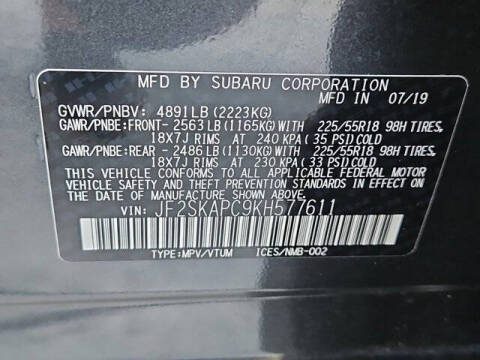 MFD BY SUBARU CORPORATION
MFD IN 07/19
GVWR/PNBV: 4891LB (2223KG)
GAWR/PNBE:FRONT- 2563LB (1165KG) WITH 225/55R18 98H TIRES,
18X7J RIMS AT 240 KPA ( 35 PSI) COLD
GAWR/PNBE:REAR - 2486LB (1130KG) WITH 225/55R18 98H TIRES,
18X7J RIMS AT 230 KPA ( 33 PSI) COLD
THIS VEHICLE CONFORMS TO ALL APPLICABLE FEDERAL MOTOR
VEHICLE SAFETY AND THEFT PREVENTION STANDARDS IN EFFECT ON
THE DATE OF MANUFACTURE SHOWN ABOVE.
VIN: JF2SKAPC9KH577611
TYPE:MPV/VTUM ICES/NMB-002